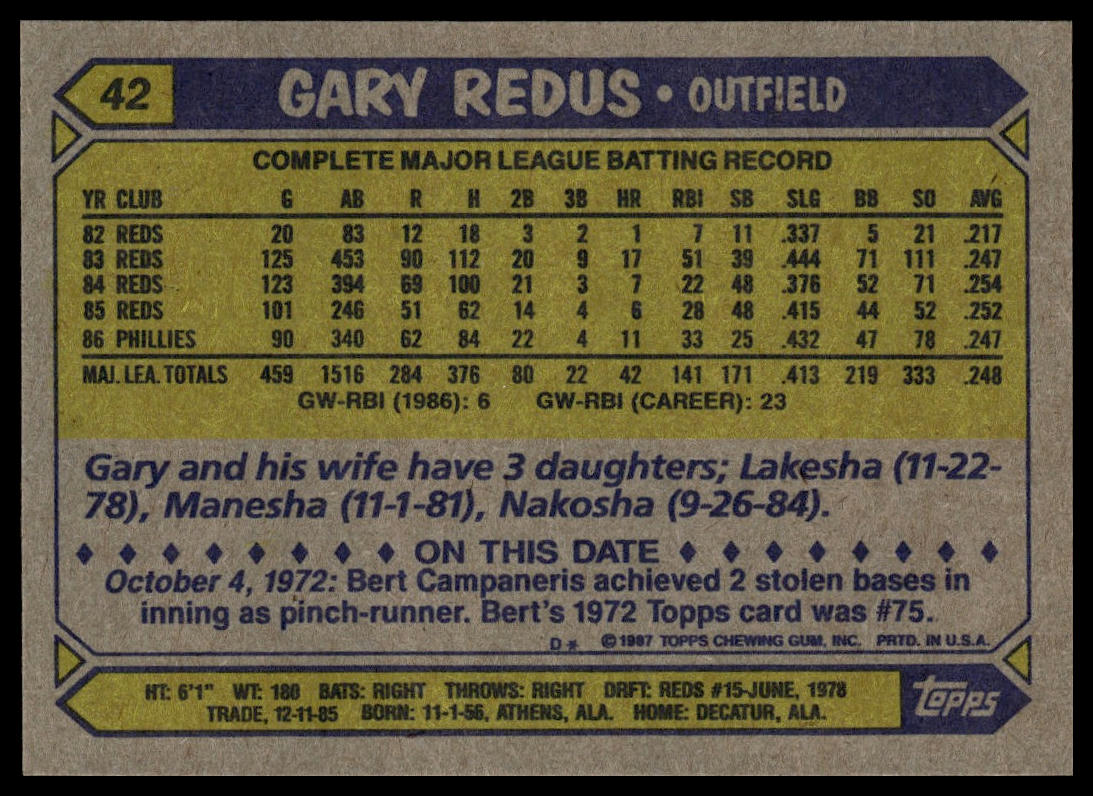 42 GARY REDUS • OUTFIELD
COMPLETE MAJOR LEAGUE BATTING RECORD
YR CLUB G AB R H 2B 3B HR RBI SB SLG BB SO AVG
82 REDS 20 83 12 18 3 2 1 7 11 .337 5 21 .217
83 REDS 125 453 90 112 20 9 17 51 39 .444 71 111 .247
84 REDS 123 394 69 100 21 3 7 22 48 .376 52 71 .254
85 REDS 101 246 51 62 14 4 6 28 48 .415 44 52 .252
86 PHILLIES 90 340 62 84 22 4 11 33 25 .432 47 78 .247
MAJ. LEA. TOTALS 459 1516 284 376 80 22 42 141 171 .413 219 333 .248
GW-RBI (1986): 6 GW-RBI (CAREER): 23
Gary and his wife have 3 daughters; Lakesha (11-22-
78), Manesha (11-1-81), Nakosha (9-26-84).
♦ ♦ ♦ ♦ ♦ ♦ ♦ ♦ ON THIS DATE ♦ ♦ ♦ ♦ ♦ ♦ ♦ ♦
October 4, 1972: Bert Campaneris achieved 2 stolen bases in
inning as pinch-runner. Bert's 1972 Topps card was #75.
D* ©1987 TOPPS CHEWING GUM, INC. PRTD. IN U.S.A.
HT: 6'1" WT: 180 BATS: RIGHT THROWS: RIGHT DRFT: REDS #15-JUNE, 1978
TRADE, 12-11-85 BORN: 11-1-56, ATHENS, ALA. HOME: DECATUR, ALA.
topps